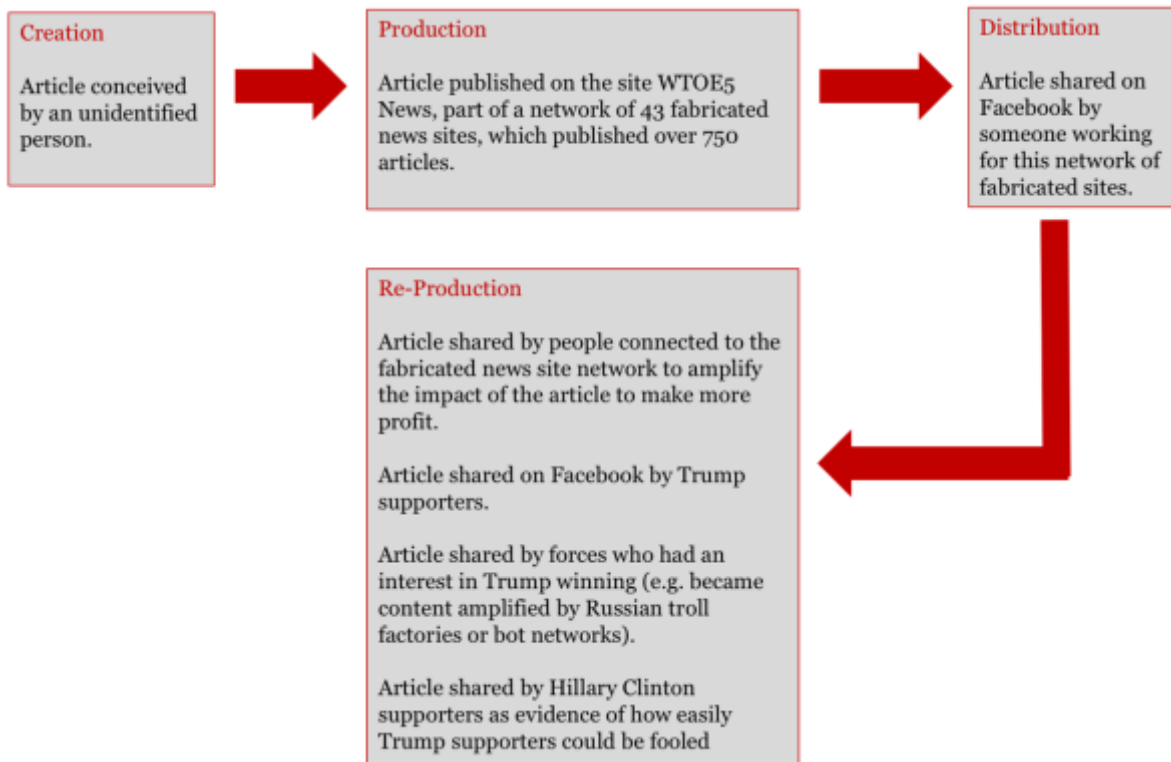 Creation
Article conceived
by an unidentified
person.
Production
Article published on the site WTOE5
News, part of a network of 43 fabricated
news sites, which published over 750
articles.
Distribution
Article shared on
Facebook by
someone working
for this network of
fabricated sites.
Re-Production
Article shared by people connected to the
fabricated news site network to amplify
the impact of the article to make more
profit.
Article shared on Facebook by Trump
supporters.
Article shared by forces who had an
interest in Trump winning (e.g. became
content amplified by Russian troll
factories or bot networks).
Article shared by Hillary Clinton
supporters as evidence of how easily
Trump supporters could be fooled